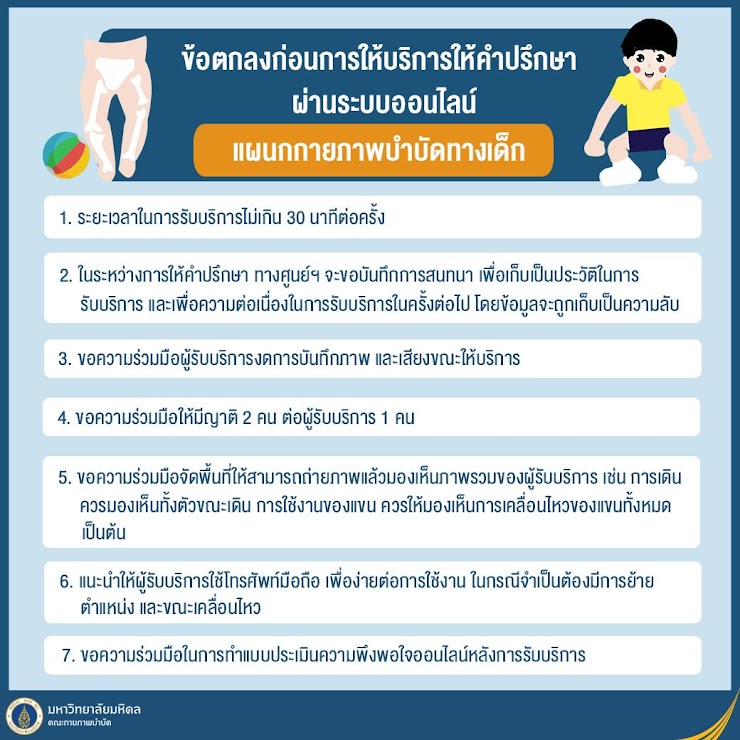 ข้อตกลงก่อนการให้บริการให้คำปรึกษา
ผ่านระบบออนไลน์
แผนกกายภาพบำบัดทางเด็ก
1. ระยะเวลาในการรับบริการไม่เกิน 30 นาทีต่อครั้ง
2. ในระหว่างการให้คำปรึกษา ทางศูนย์ฯ จะขอบันทึกการสนทนา เพื่อเก็บเป็นประวัติในการ
รับบริการ และเพื่อความต่อเนื่องในการรับบริการในครั้งต่อไป โดยข้อมูลจะถูกเก็บเป็นความลับ
3. ขอความร่วมมือผู้รับบริการงดการบันทึกภาพ และเสียงขณะให้บริการ
4. ขอความร่วมมือให้มีญาติ 2 คน ต่อผู้รับบริการ 1 คน
5. ขอความร่วมมือจัดพื้นที่ให้สามารถถ่ายภาพแล้วมองเห็นภาพรวมของผู้รับบริการ เช่น การเดิน
ควรมองเห็นทั้งตัวขณะเดิน การใช้งานของแขน ควรให้มองเห็นการเคลื่อนไหวของแขนทั้งหมด
เป็นต้น
6. แนะนำให้ผู้รับบริการใช้โทรศัพท์มือถือ เพื่อง่ายต่อการใช้งาน ในกรณีจำเป็นต้องมีการย้าย
ตำแหน่ง และขณะเคลื่อนไหว
7. ขอความร่วมมือในการทำแบบประเมินความพึงพอใจออนไลน์หลังการรับบริการ
มหาวิทยาลัยมหิดล
คณะกายภาพบำบัด